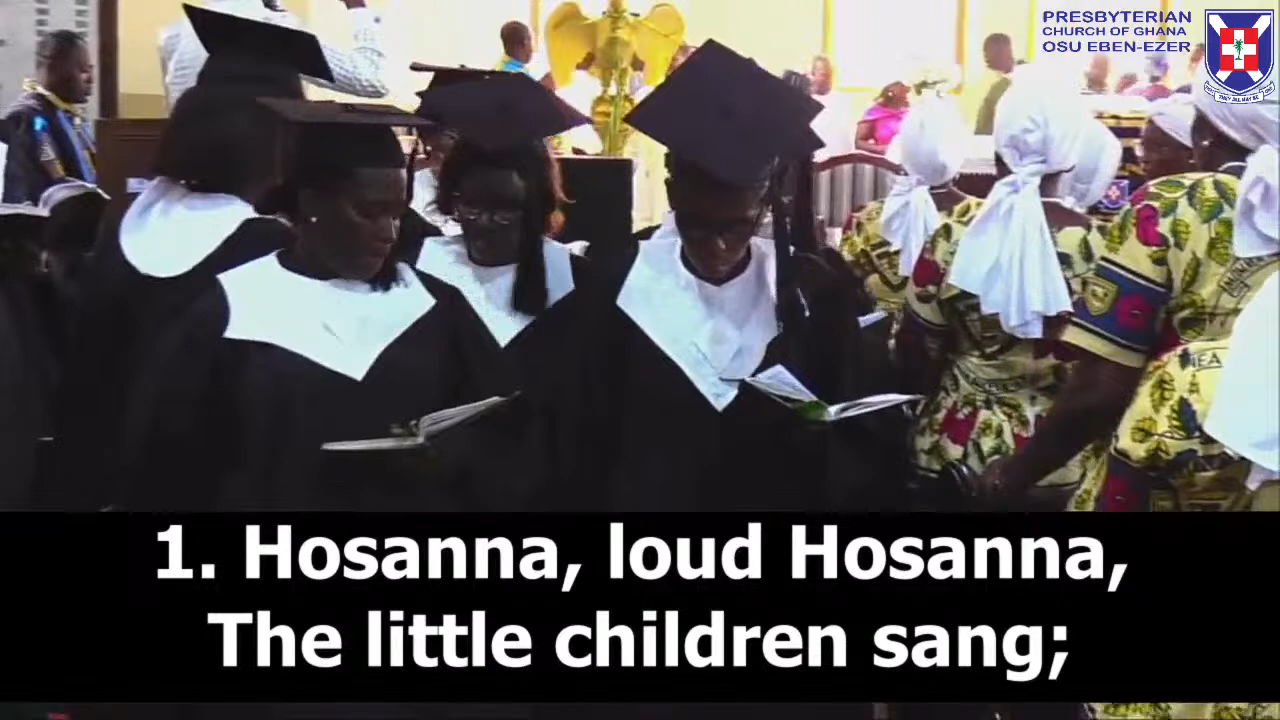 PRESBYTERIAN
CHURCH OF GHANA
OSU EBEN-EZER
1. Hosanna, loud Hosanna,
The little children sang;